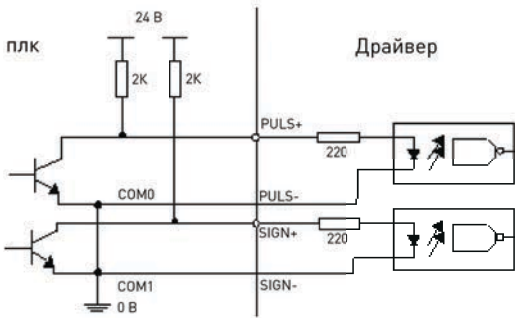 24 В
плк
Драйвер
2K
2K
PULS+
220
COM0
PULS-
SIGN+
220
COM1
SIGN-
0 В